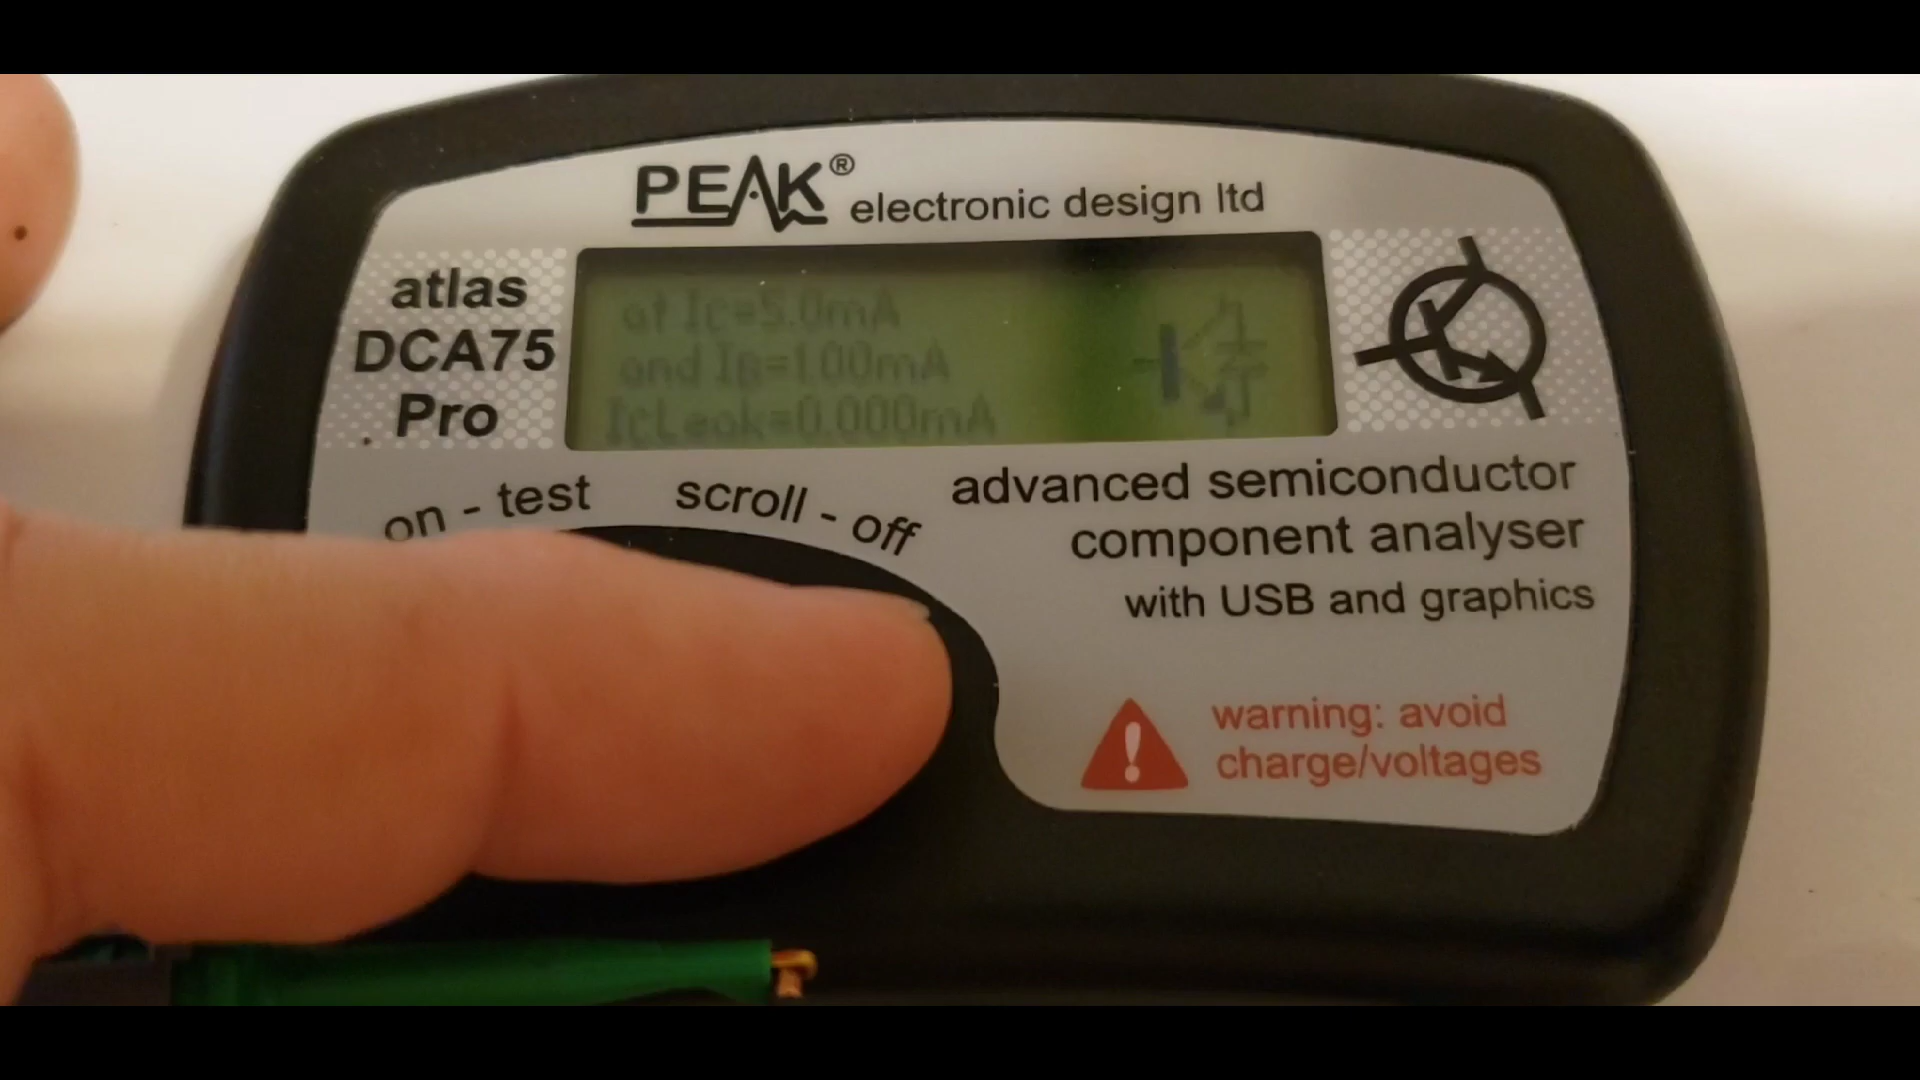 PEAK® electronic design ltd
atlas
DCA75
Pro
at Ic=5.0mA
and IB=1.00mA
IcLeak=0.000mA
on - test
scroll - off
advanced semiconductor
component analyser
with USB and graphics
warning: avoid
charge/voltages